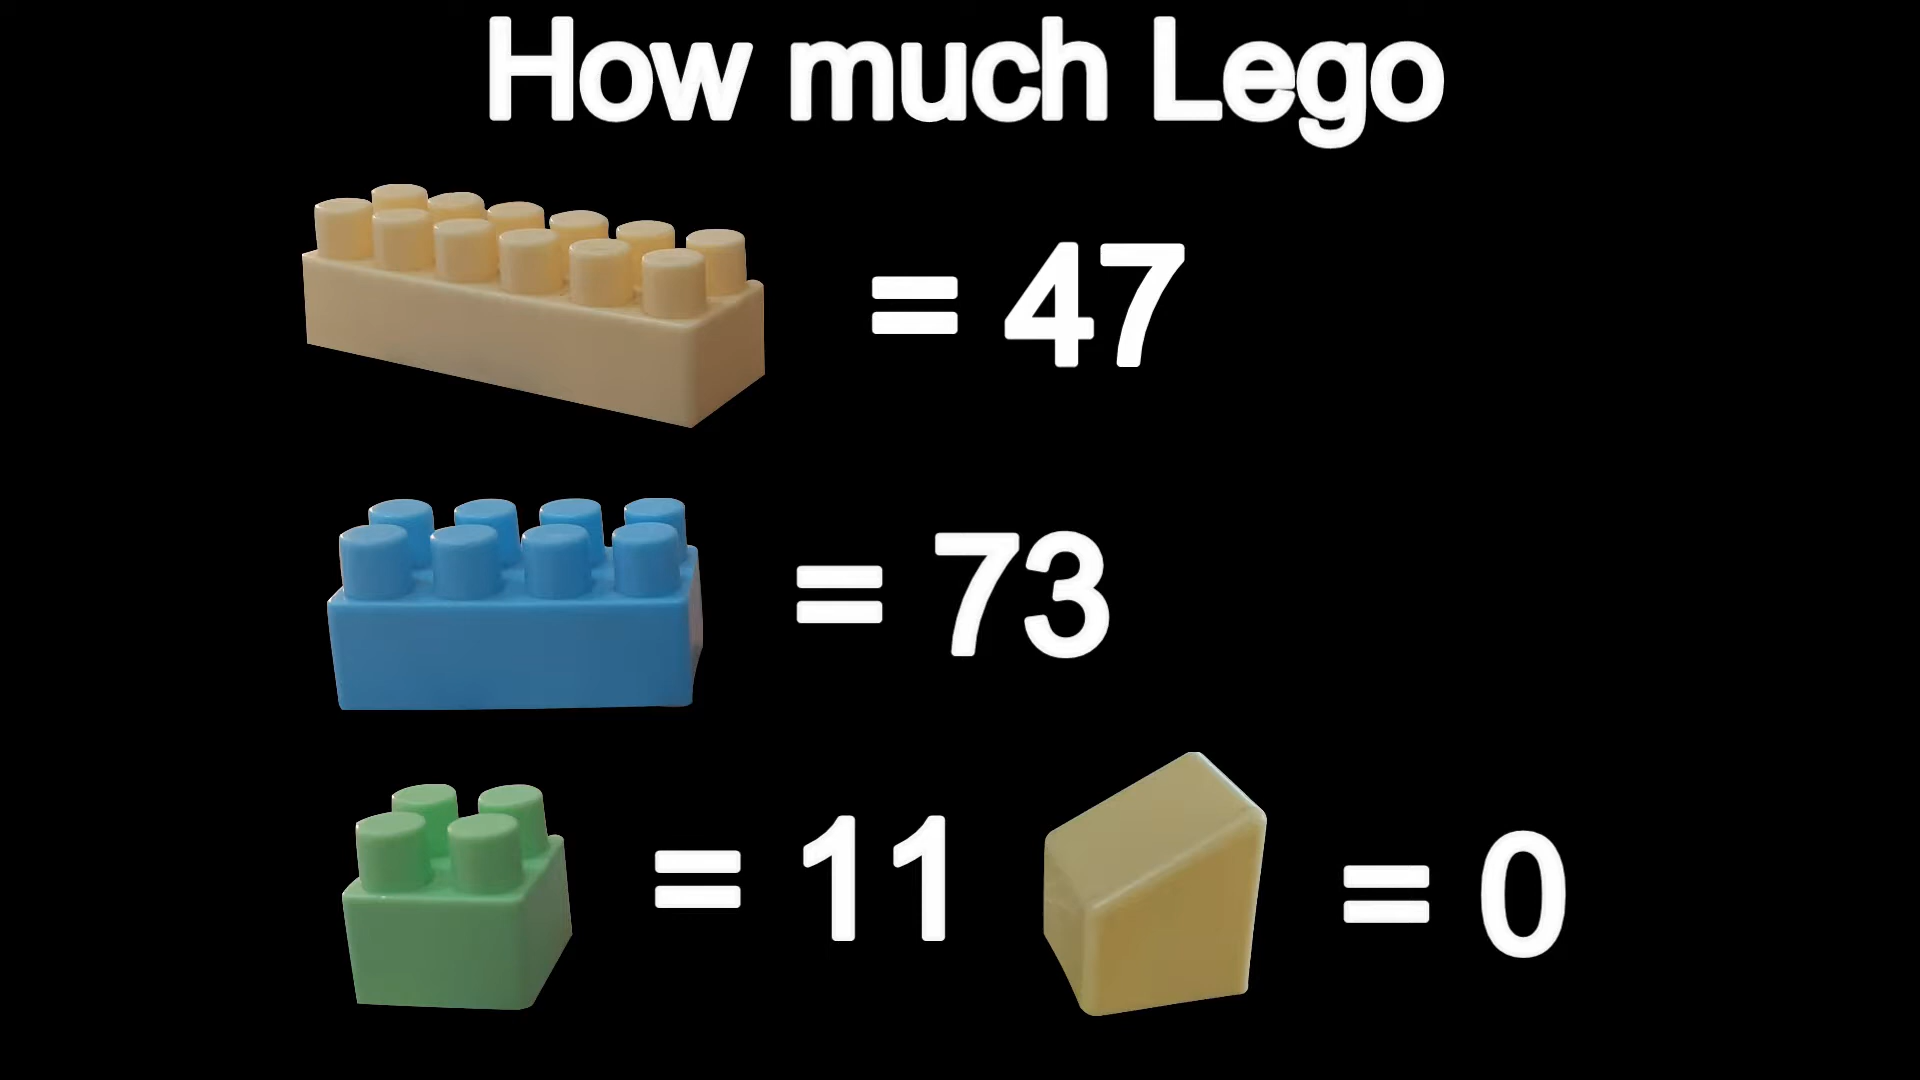 How much Lego
= 47
= 73
= 11
= 0